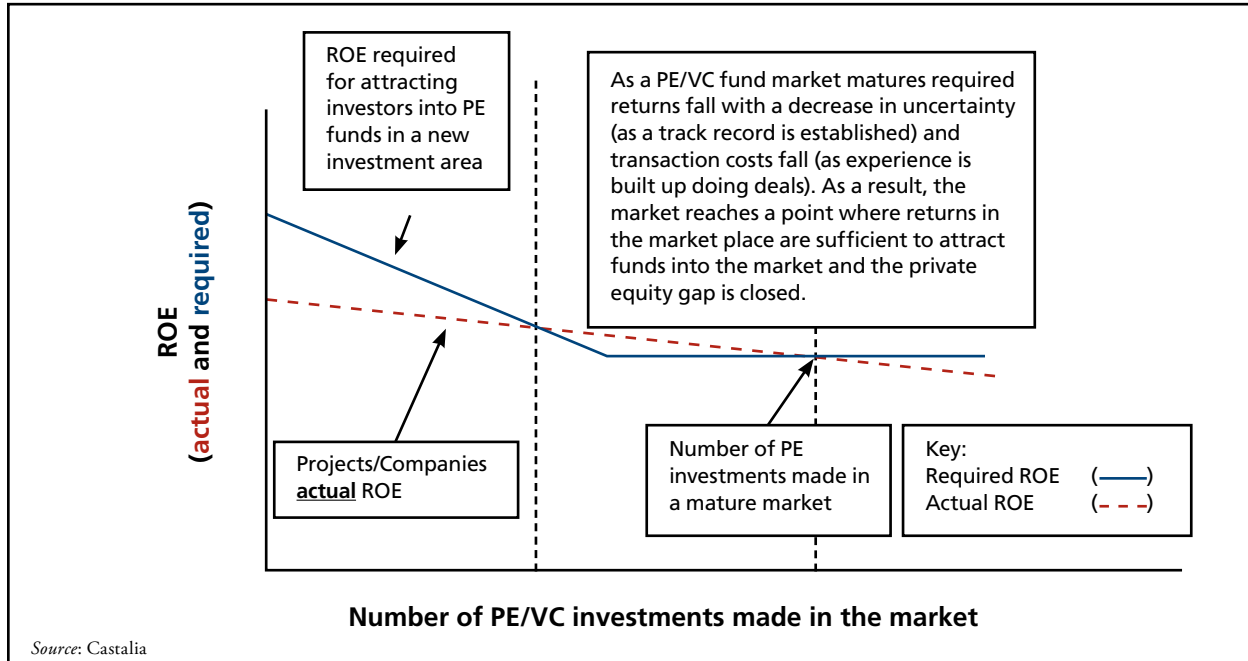 ROE required
for attracting
investors into PE
funds in a new
investment area
As a PE/VC fund market matures required
returns fall with a decrease in uncertainty
(as a track record is established) and
transaction costs fall (as experience is
built up doing deals). As a result, the
market reaches a point where returns in
the market place are sufficient to attract
funds into the market and the private
equity gap is closed.
ROE
(actual and required)
Projects/Companies
actual ROE
Number of PE
investments made in
a mature market
Key:
Required ROE (——)
Actual ROE (– – –)
Number of PE/VC investments made in the market
Source: Castalia